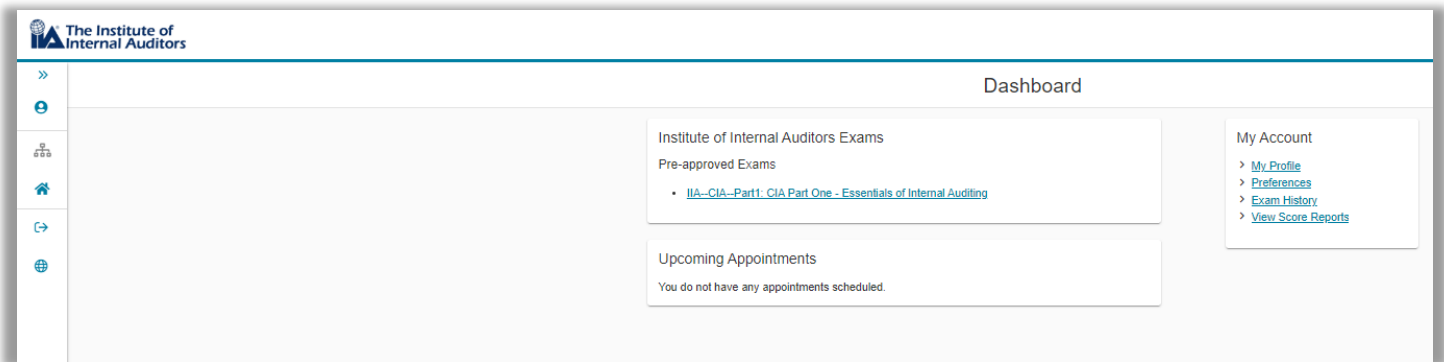 IIA The Institute of
Internal Auditors
Dashboard
Institute of Internal Auditors Exams
Pre-approved Exams
IIA--CIA--Part1: CIA Part One - Essentials of Internal Auditing
Upcoming Appointments
You do not have any appointments scheduled.
My Account
My Profile
Preferences
Exam History
View Score Reports